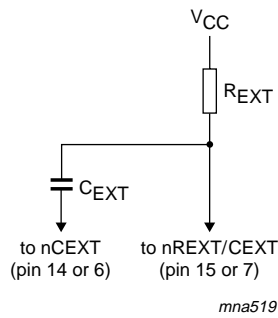 VCC
REXT
CEXT
to nCEXT
(pin 14 or 6)
to nREXT/CEXT
(pin 15 or 7)
mna519